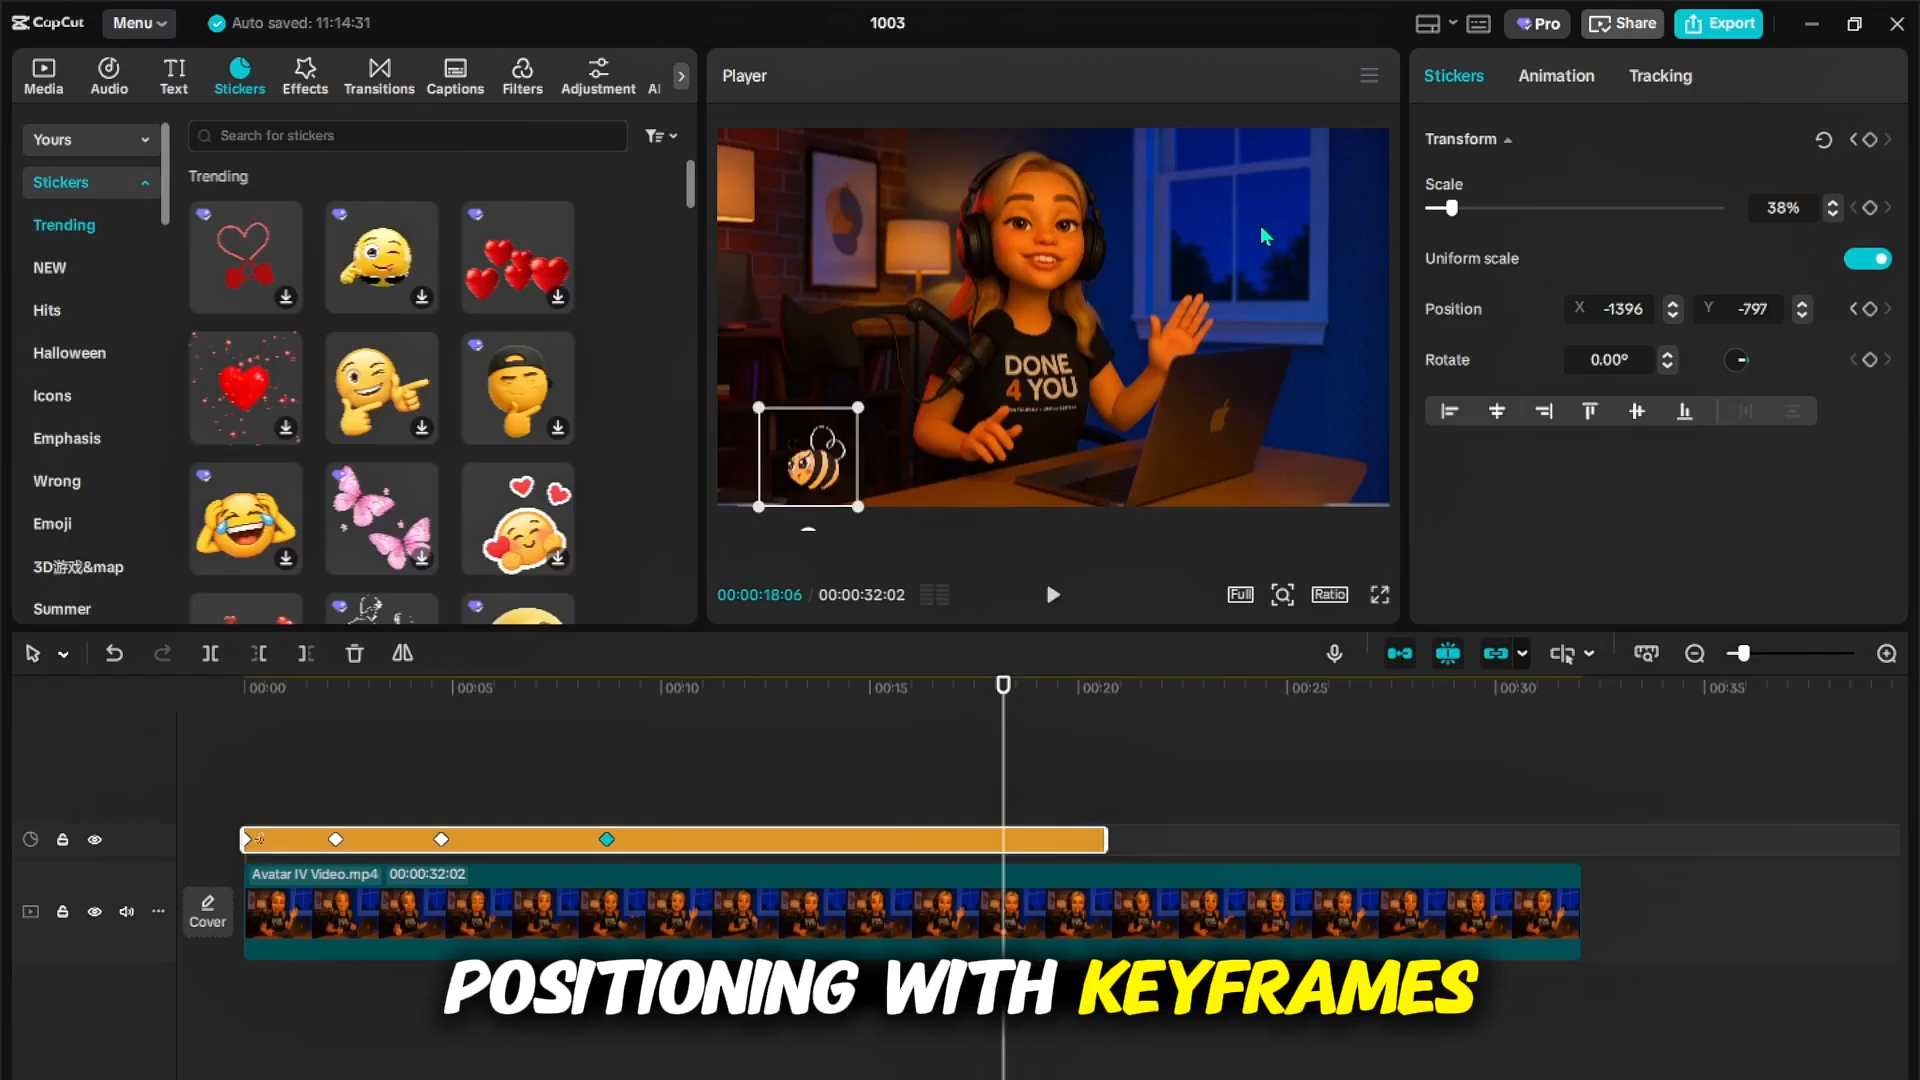 CapCut
Menu
Auto saved: 11:14:31
1003
Pro
Share
Export
Media
Audio
TI
Text
Stickers
Effects
Transitions
Captions
Filters
Adjustment
AI
Yours
Stickers
Trending
NEW
Hits
Halloween
Icons
Emphasis
Wrong
Emoji
3D游戏&map
Summer
Search for stickers
Trending
Player
DONE
4 YOU
00:00:18:06 / 00:00:32:02
Full
Ratio
Stickers
Animation
Tracking
Transform
Scale
38%
Uniform scale
Position
X -1396
Y -797
Rotate
0.00°
00:00
00:05
00:10
00:15
00:20
00:25
00:30
00:35
Avatar IV Video.mp4
00:00:32:02
Cover
POSITIONING WITH KEYFRAMES